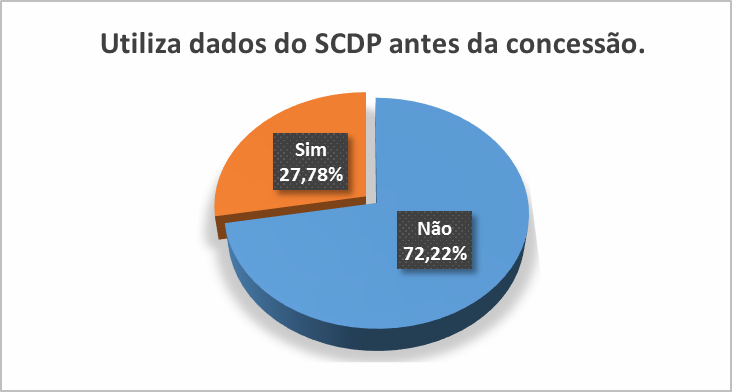 Utiliza dados do SCDP antes da concessão.
Sim
27,78%
Não
72,22%